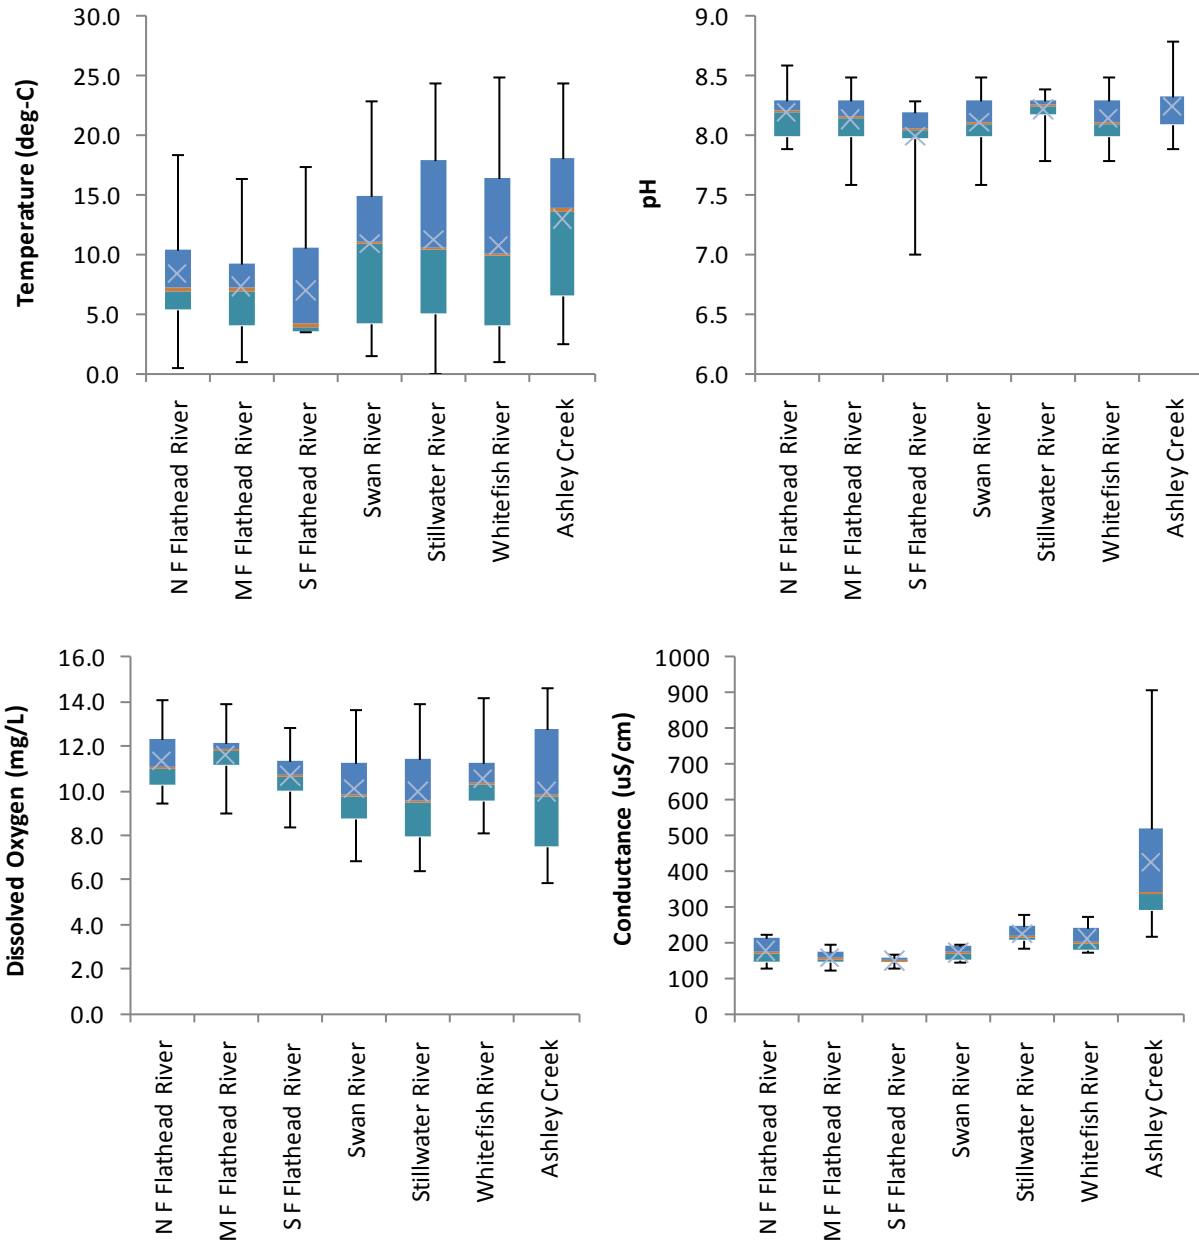 Temperature (deg-C)
30.0
25.0
20.0
15.0
10.0
5.0
0.0
N F Flathead River
M F Flathead River
S F Flathead River
Swan River
Stillwater River
Whitefish River
Ashley Creek
pH
9.0
8.5
8.0
7.5
7.0
6.5
6.0
N F Flathead River
M F Flathead River
S F Flathead River
Swan River
Stillwater River
Whitefish River
Ashley Creek
Dissolved Oxygen (mg/L)
16.0
14.0
12.0
10.0
8.0
6.0
4.0
2.0
0.0
N F Flathead River
M F Flathead River
S F Flathead River
Swan River
Stillwater River
Whitefish River
Ashley Creek
Conductance (uS/cm)
1000
900
800
700
600
500
400
300
200
100
0
N F Flathead River
M F Flathead River
S F Flathead River
Swan River
Stillwater River
Whitefish River
Ashley Creek